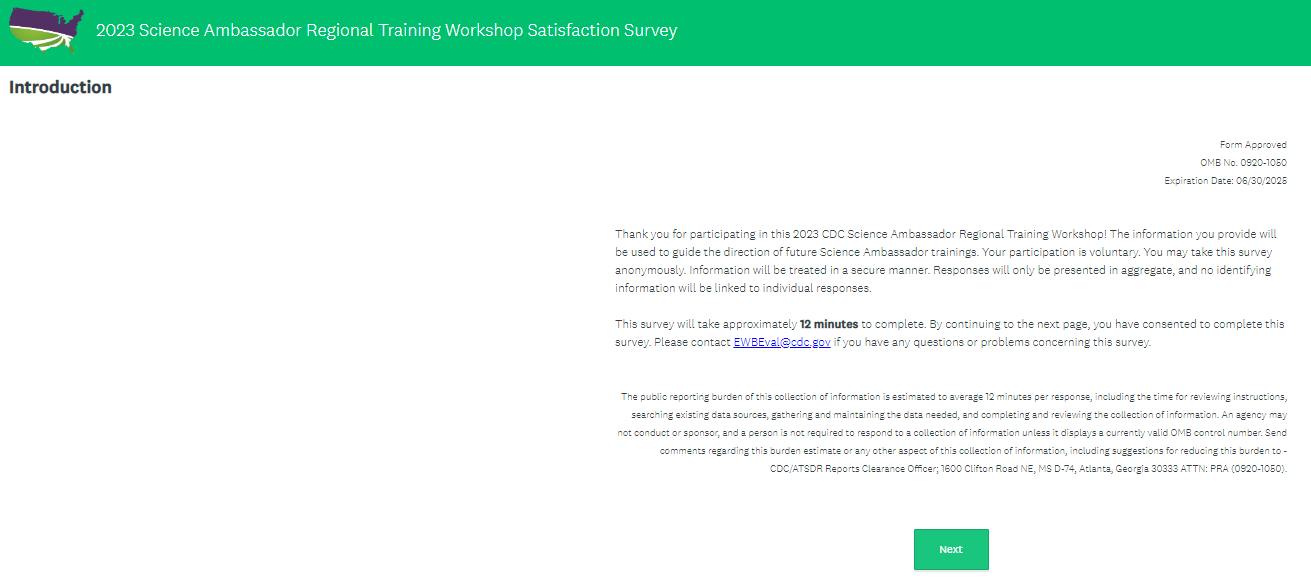 2023 Science Ambassador Regional Training Workshop Satisfaction Survey
Introduction
Form Approved
OMB No. 0920-1050
Expiration Date: 06/30/2025
Thank you for participating in this 2023 CDC Science Ambassador Regional Training Workshop! The information you provide will
be used to guide the direction of future Science Ambassador trainings. Your participation is voluntary. You may take this survey
anonymously. Information will be treated in a secure manner. Responses will only be presented in aggregate, and no identifying
information will be linked to individual responses.
This survey will take approximately 12 minutes to complete. By continuing to the next page, you have consented to complete this
survey. Please contact EWBEval@cdc.gov if you have any questions or problems concerning this survey.
The public reporting burden of this collection of information is estimated to average 12 minutes per response, including the time for reviewing instructions,
searching existing data sources, gathering and maintaining the data needed, and completing and reviewing the collection of information. An agency may
not conduct or sponsor, and a person is not required to respond to a collection of information unless it displays a currently valid OMB control number. Send
comments regarding this burden estimate or any other aspect of this collection of information, including suggestions for reducing this burden to -
CDC/ATSDR Reports Clearance Officer; 1600 Clifton Road NE, MS D-74, Atlanta, Georgia 30333 ATTN: PRA (0920-1050).
Next